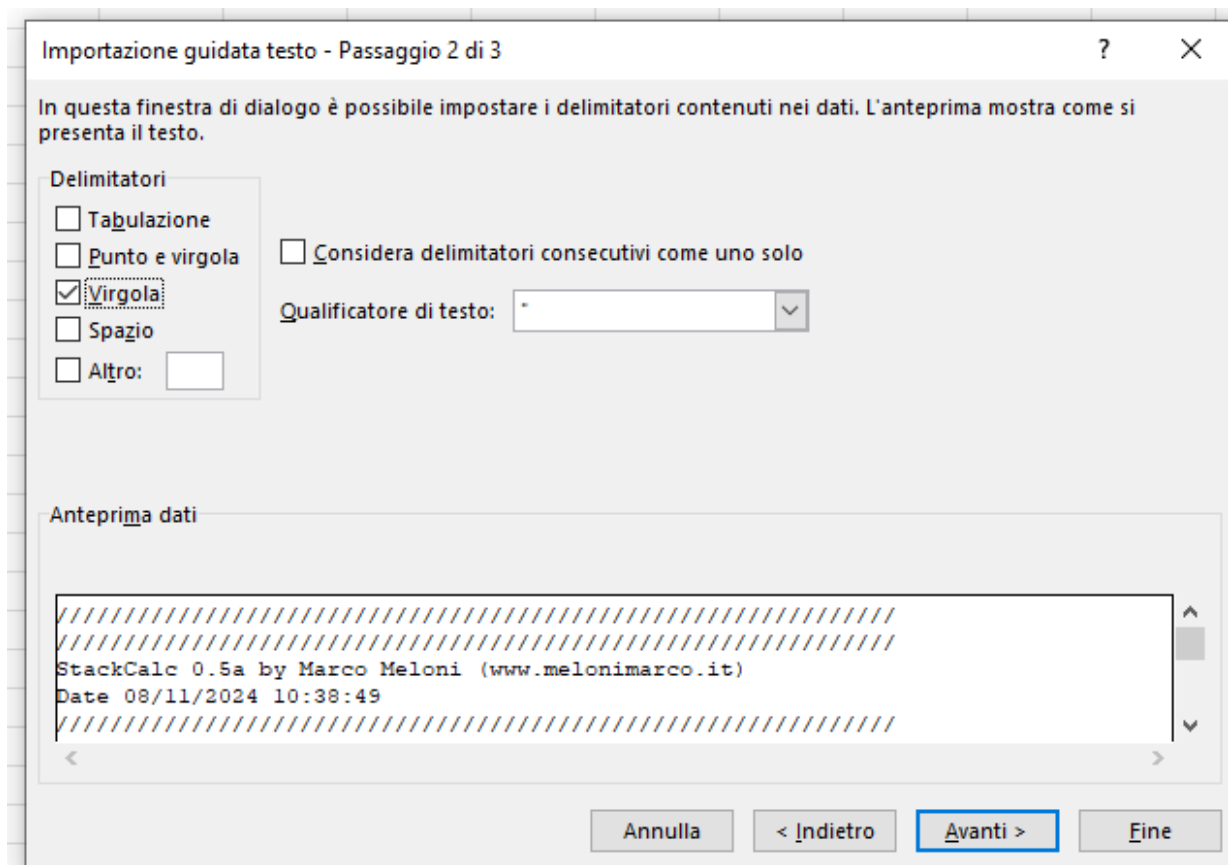 Importazione guidata testo - Passaggio 2 di 3
?
In questa finestra di dialogo è possibile impostare i delimitatori contenuti nei dati. L'anteprima mostra come si
presenta il testo.
Delimitatori
Tabulazione
Punto e virgola
Virgola
Spazio
Altro:
Considera delimitatori consecutivi come uno solo
Qualificatore di testo: "
Anteprima dati
////////////////////////////////////////////////////////////////
////////////////////////////////////////////////////////////////
StackCalc 0.5a by Marco Meloni (www.melonimarco.it)
Date 08/11/2024 10:38:49
////////////////////////////////////////////////////////////////
Annulla
< Indietro
Avanti >
Fine